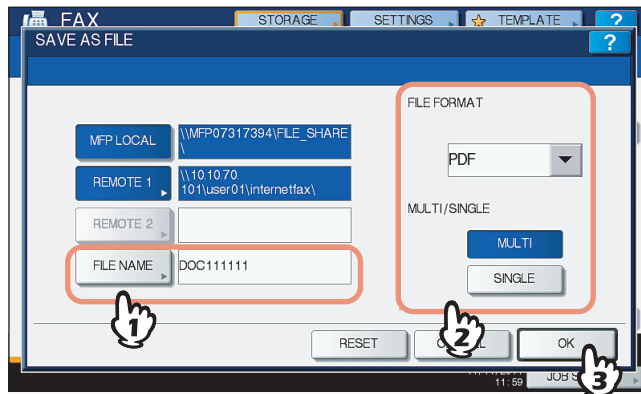 FAX
STORAGE
SETTINGS
TEMPLATE
?
SAVE AS FILE
?
FILE FORMAT
MFP LOCAL
\\MFP07317394\FILE_SHARE
\
PDF
REMOTE 1
\\10.10.70.
101\user01\internetfax\
MULTI/SINGLE
REMOTE 2
MULTI
FILE NAME
DOC111111
SINGLE
1
2
RESET
OK
3
11:59
JOB S